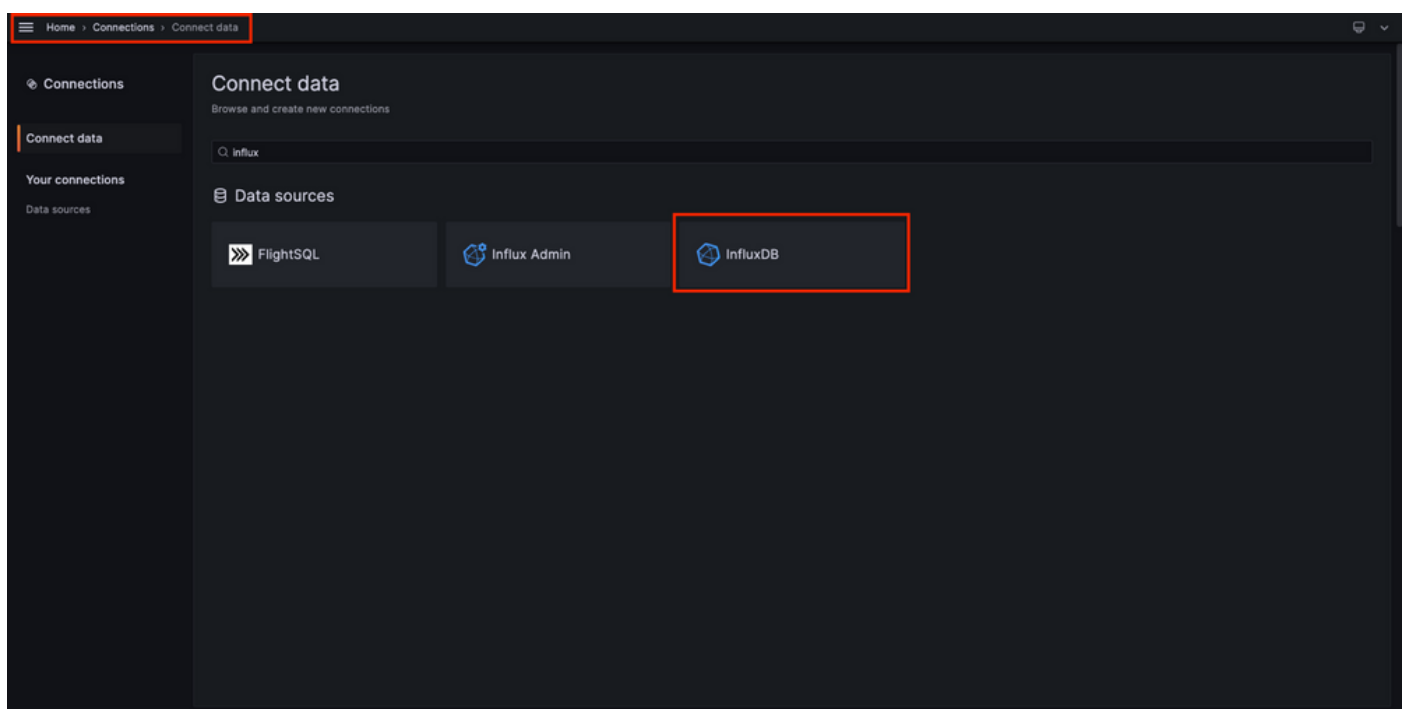 Home › Connections › Connect data
Connections
Connect data
Your connections
Data sources
Connect data
Browse and create new connections
influx
Data sources
FlightSQL
Influx Admin
InfluxDB